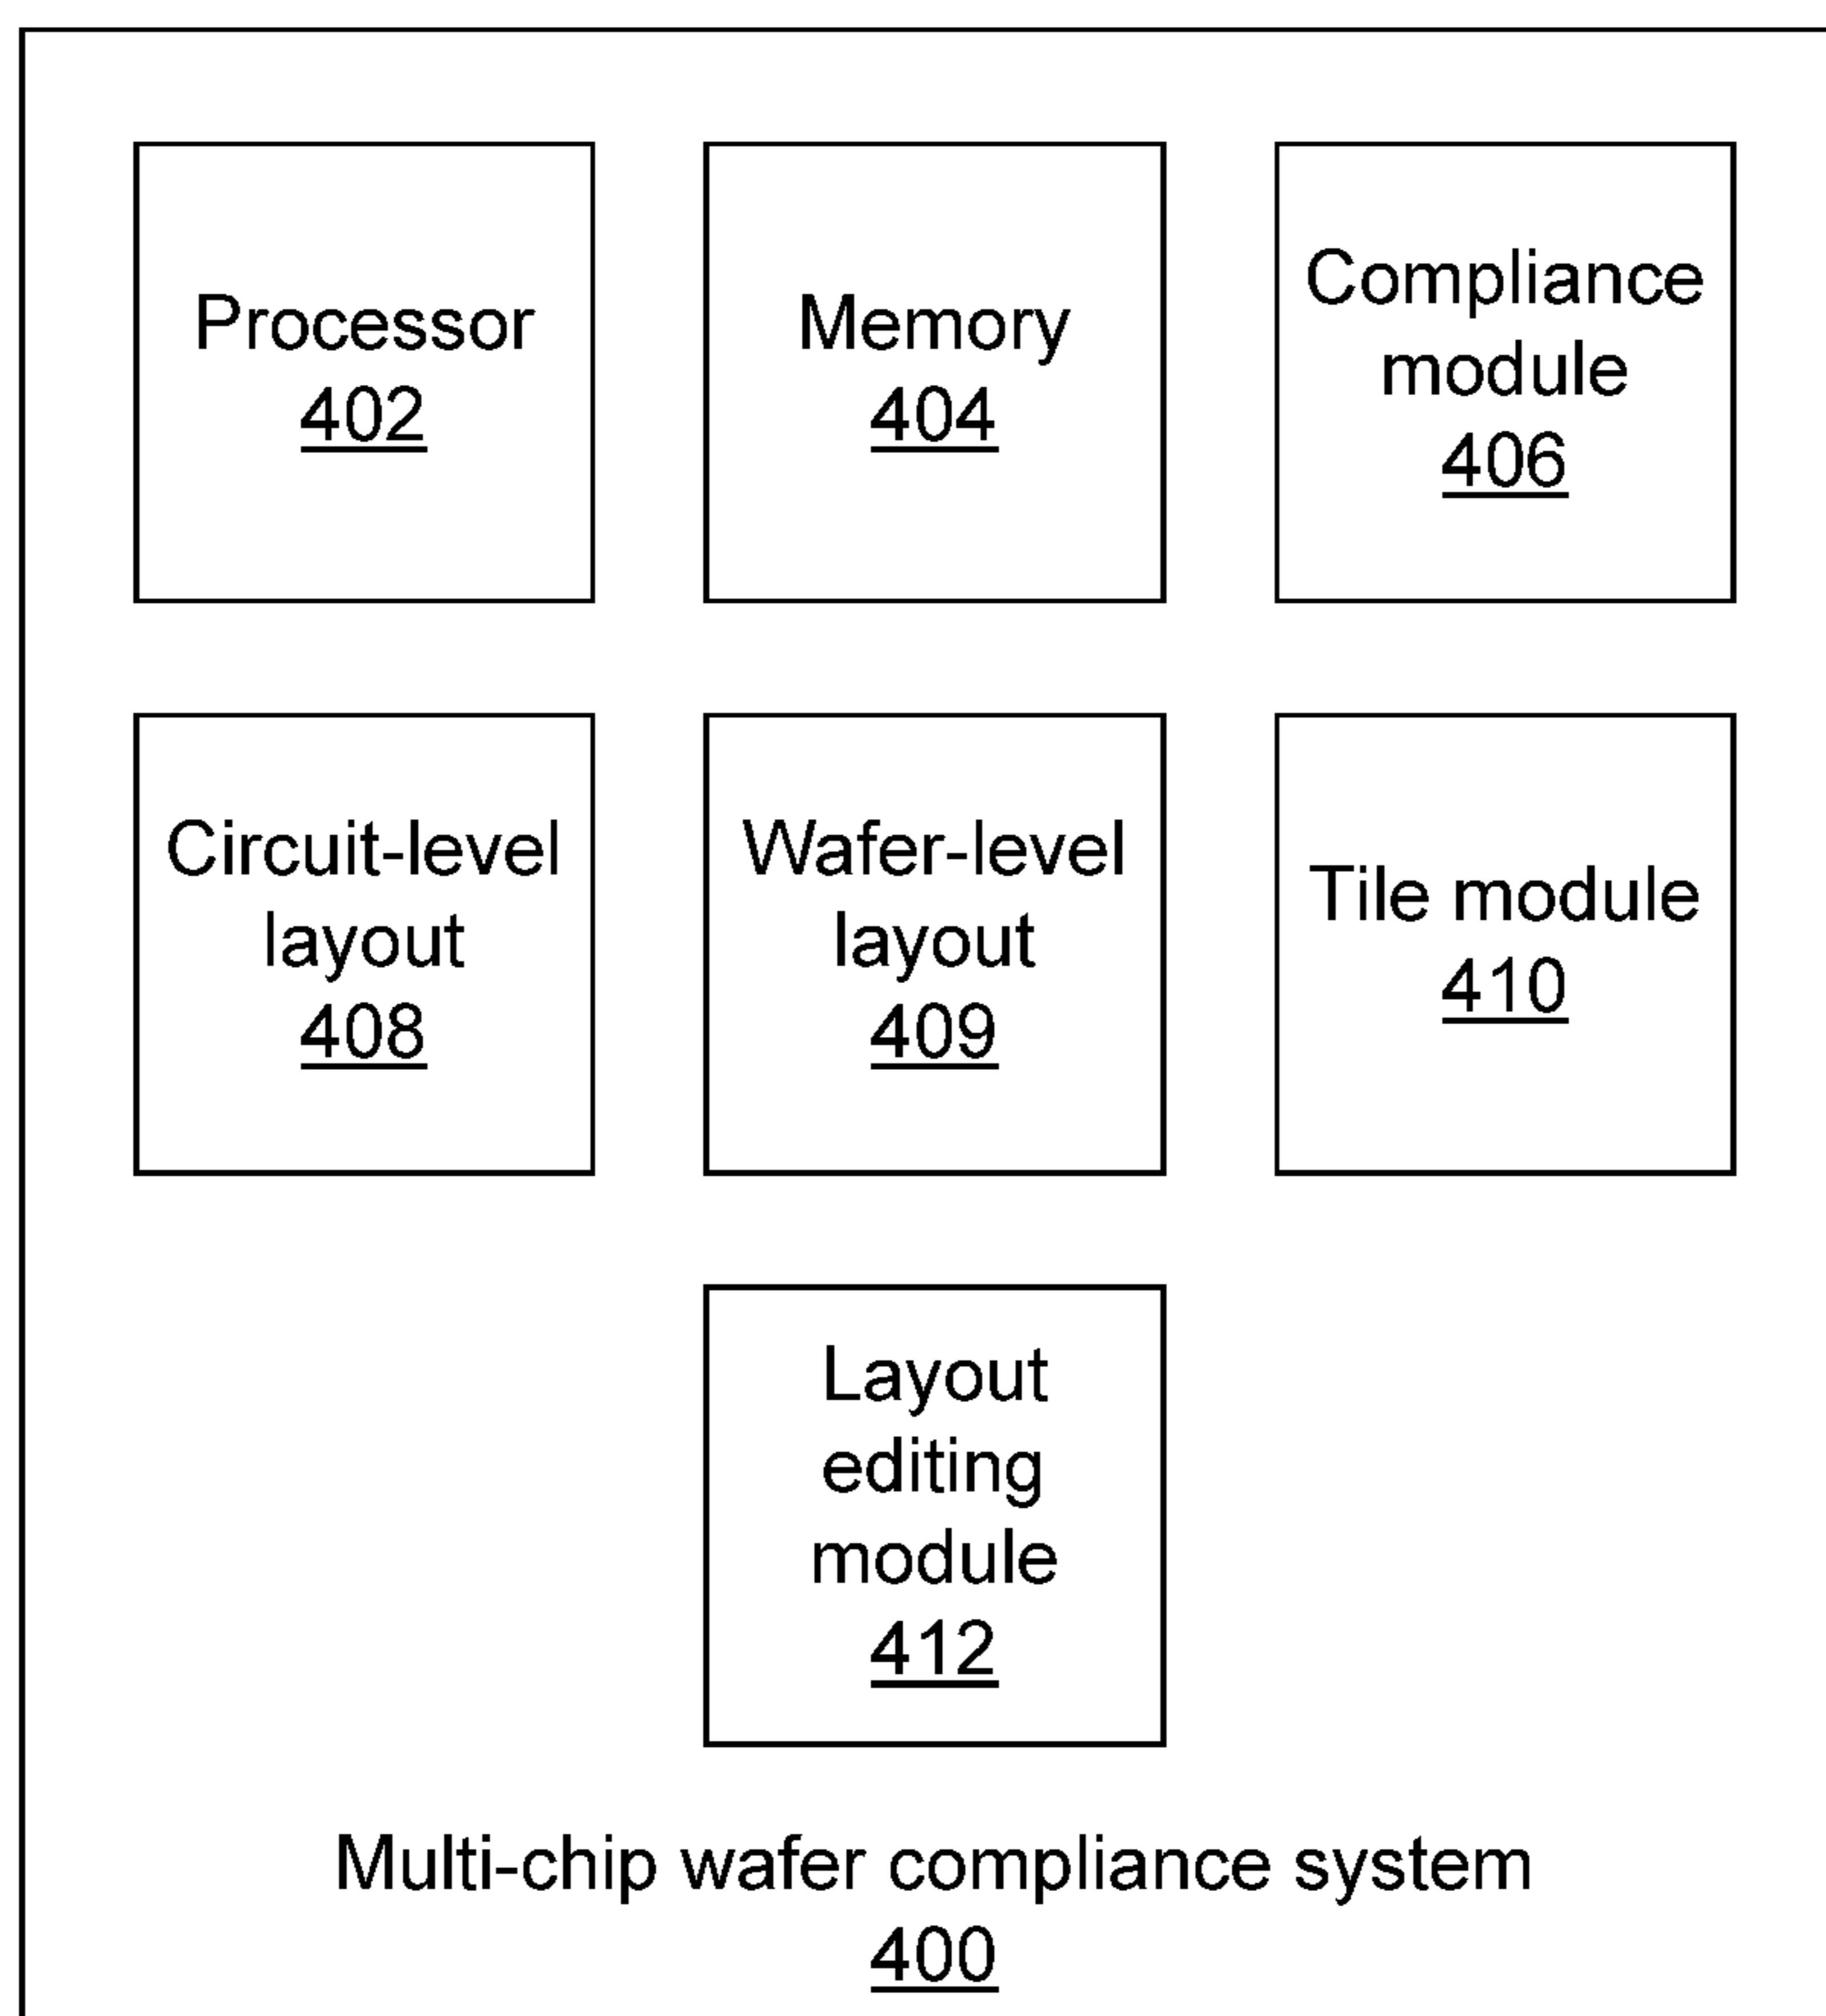 Processor
402
Memory
404
Compliance
module
406
Circuit-level
layout
408
Wafer-level
layout
409
Tile module
410
Layout
editing
module
412
Multi-chip wafer compliance system
400